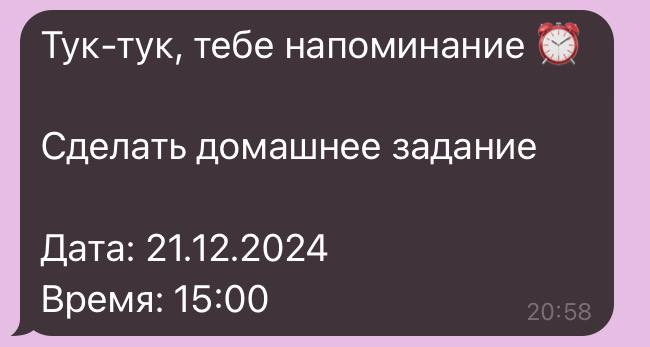 Тук-тук, тебе напоминание ⏰
Сделать домашнее задание
Дата: 21.12.2024
Время: 15:00
20:58